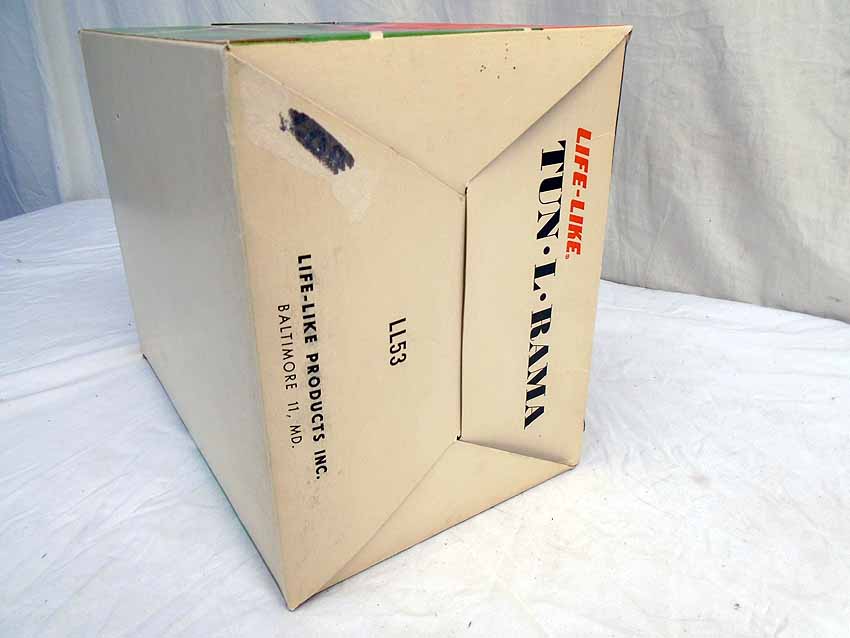 LIFE-LIKE®
TUN·L·RAMA
LL53
LIFE-LIKE PRODUCTS INC.
BALTIMORE 11, MD.